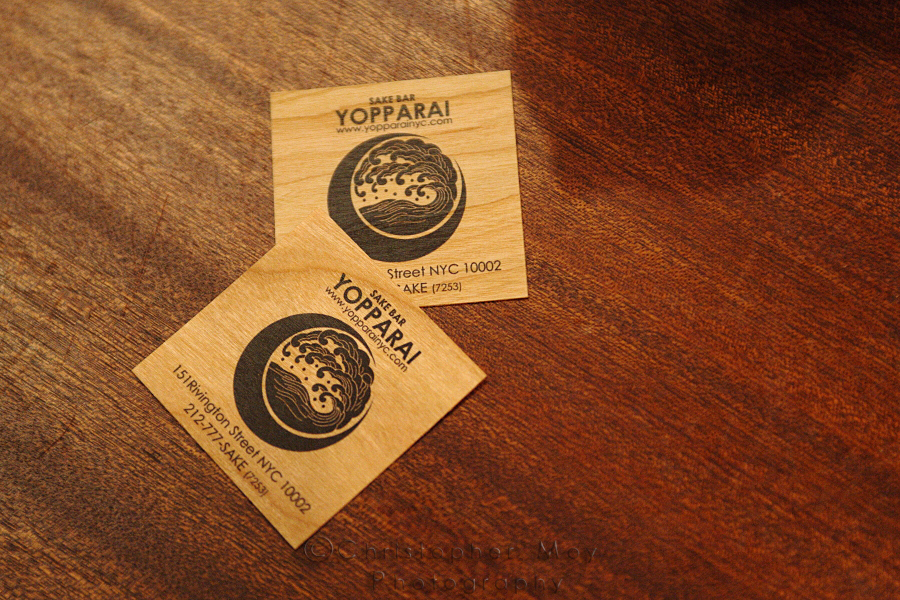 SAKE BAR
YOPPARAI
www.yopparainyc.com
Street NYC 10002
SAKE (7253)
SAKE BAR
YOPPARAI
www.yopparainyc.com
151 Rivington Street NYC 10002
212-777-SAKE (7253)
©Christopher May
Photography